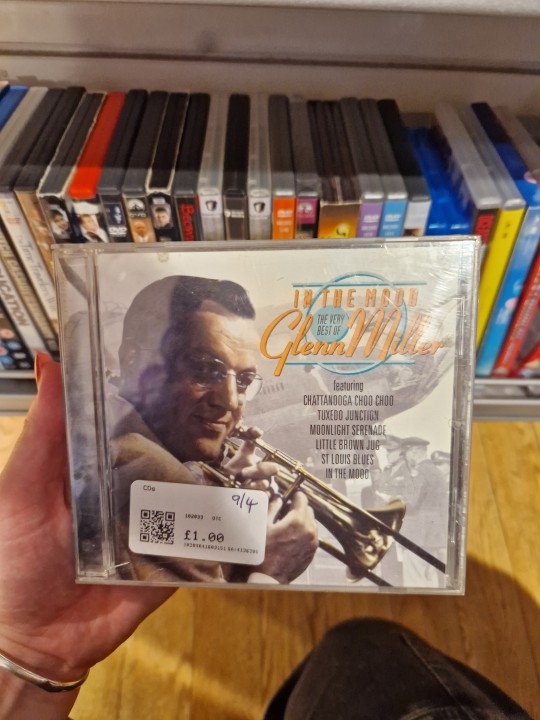 IN THE MOOD
THE VERY
BEST OF
Glenn Miller
featuring
CHATTANOOGA CHOO CHOO
TUXEDO JUNCTION
MOONLIGHT SERENADE
LITTLE BROWN JUG
ST LOUIS BLUES
IN THE MOOD
CDs
9/4
£1.00